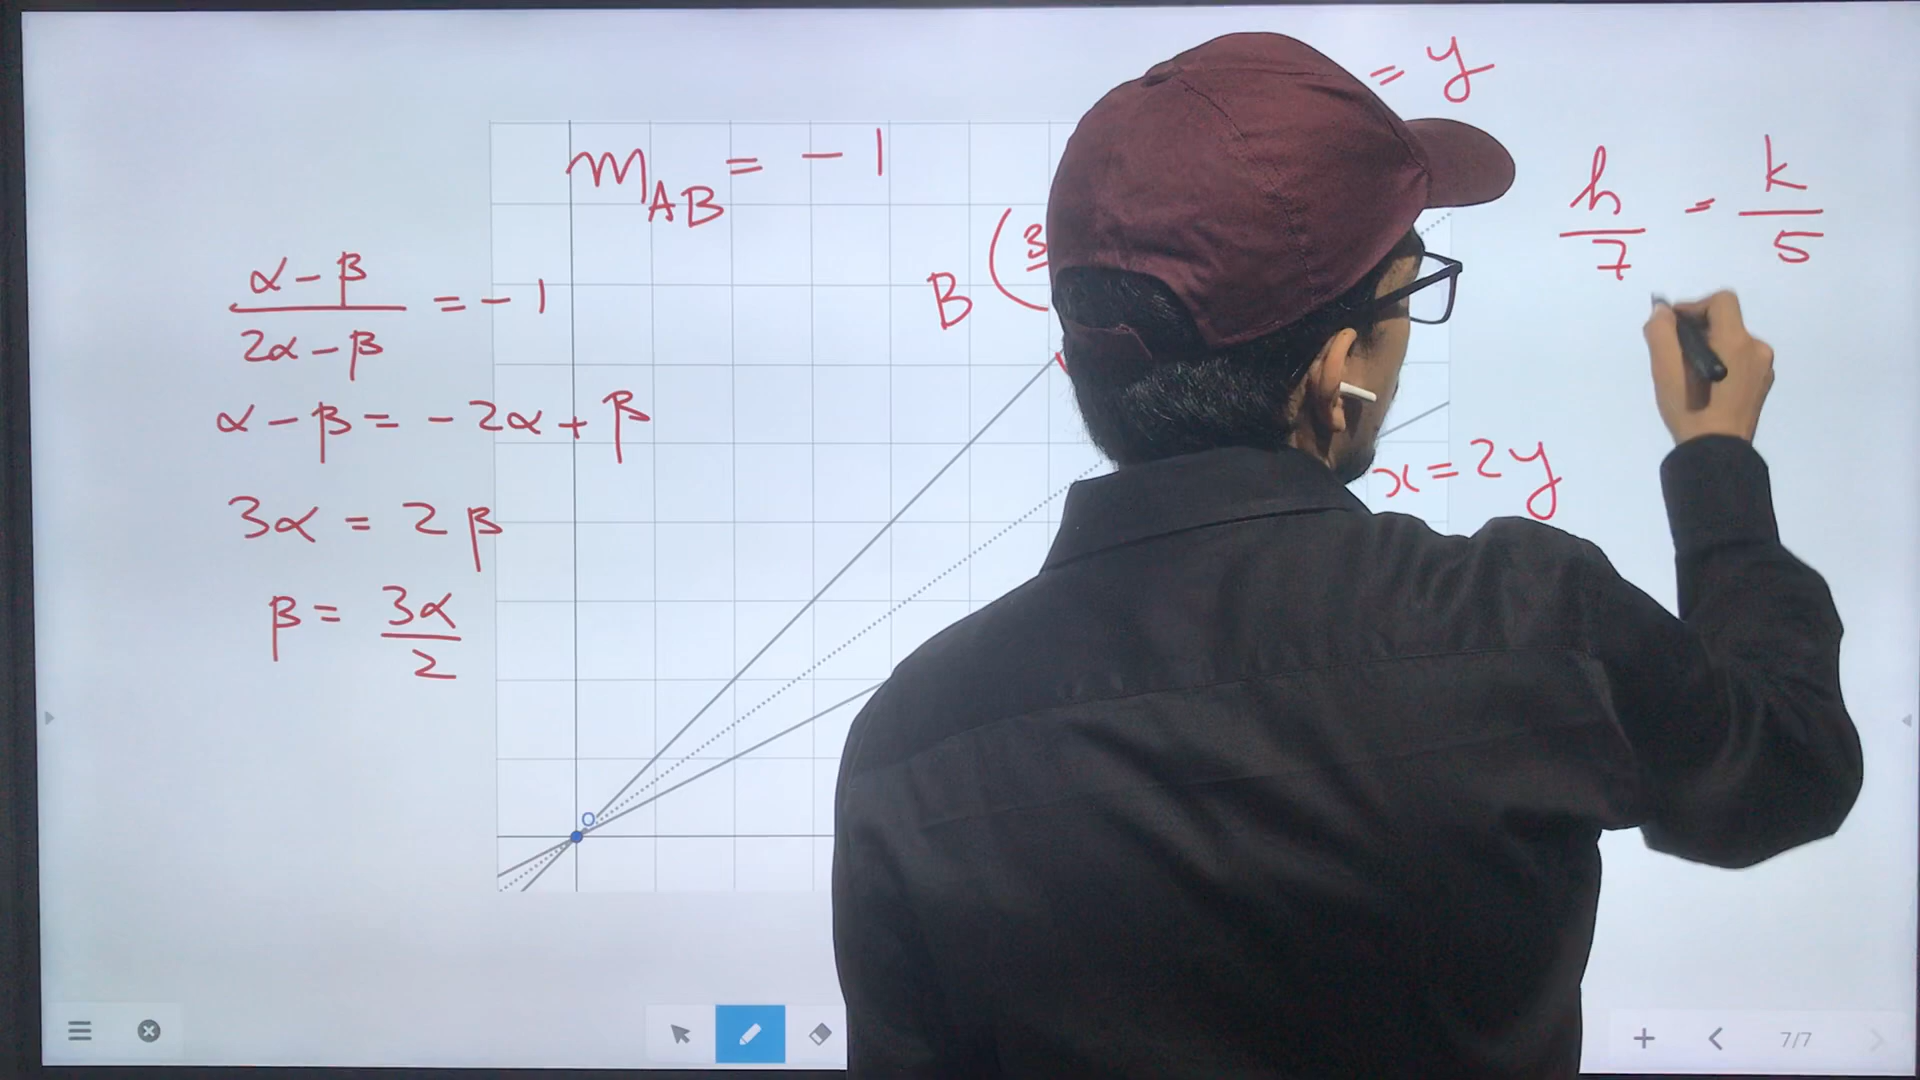 = y
m_AB = - 1
h/7 = k/5
B (3
(α - β)/(2α - β) = - 1
α - β = - 2α + β
x = 2y
3α = 2β
β = 3α/2
O
7/7